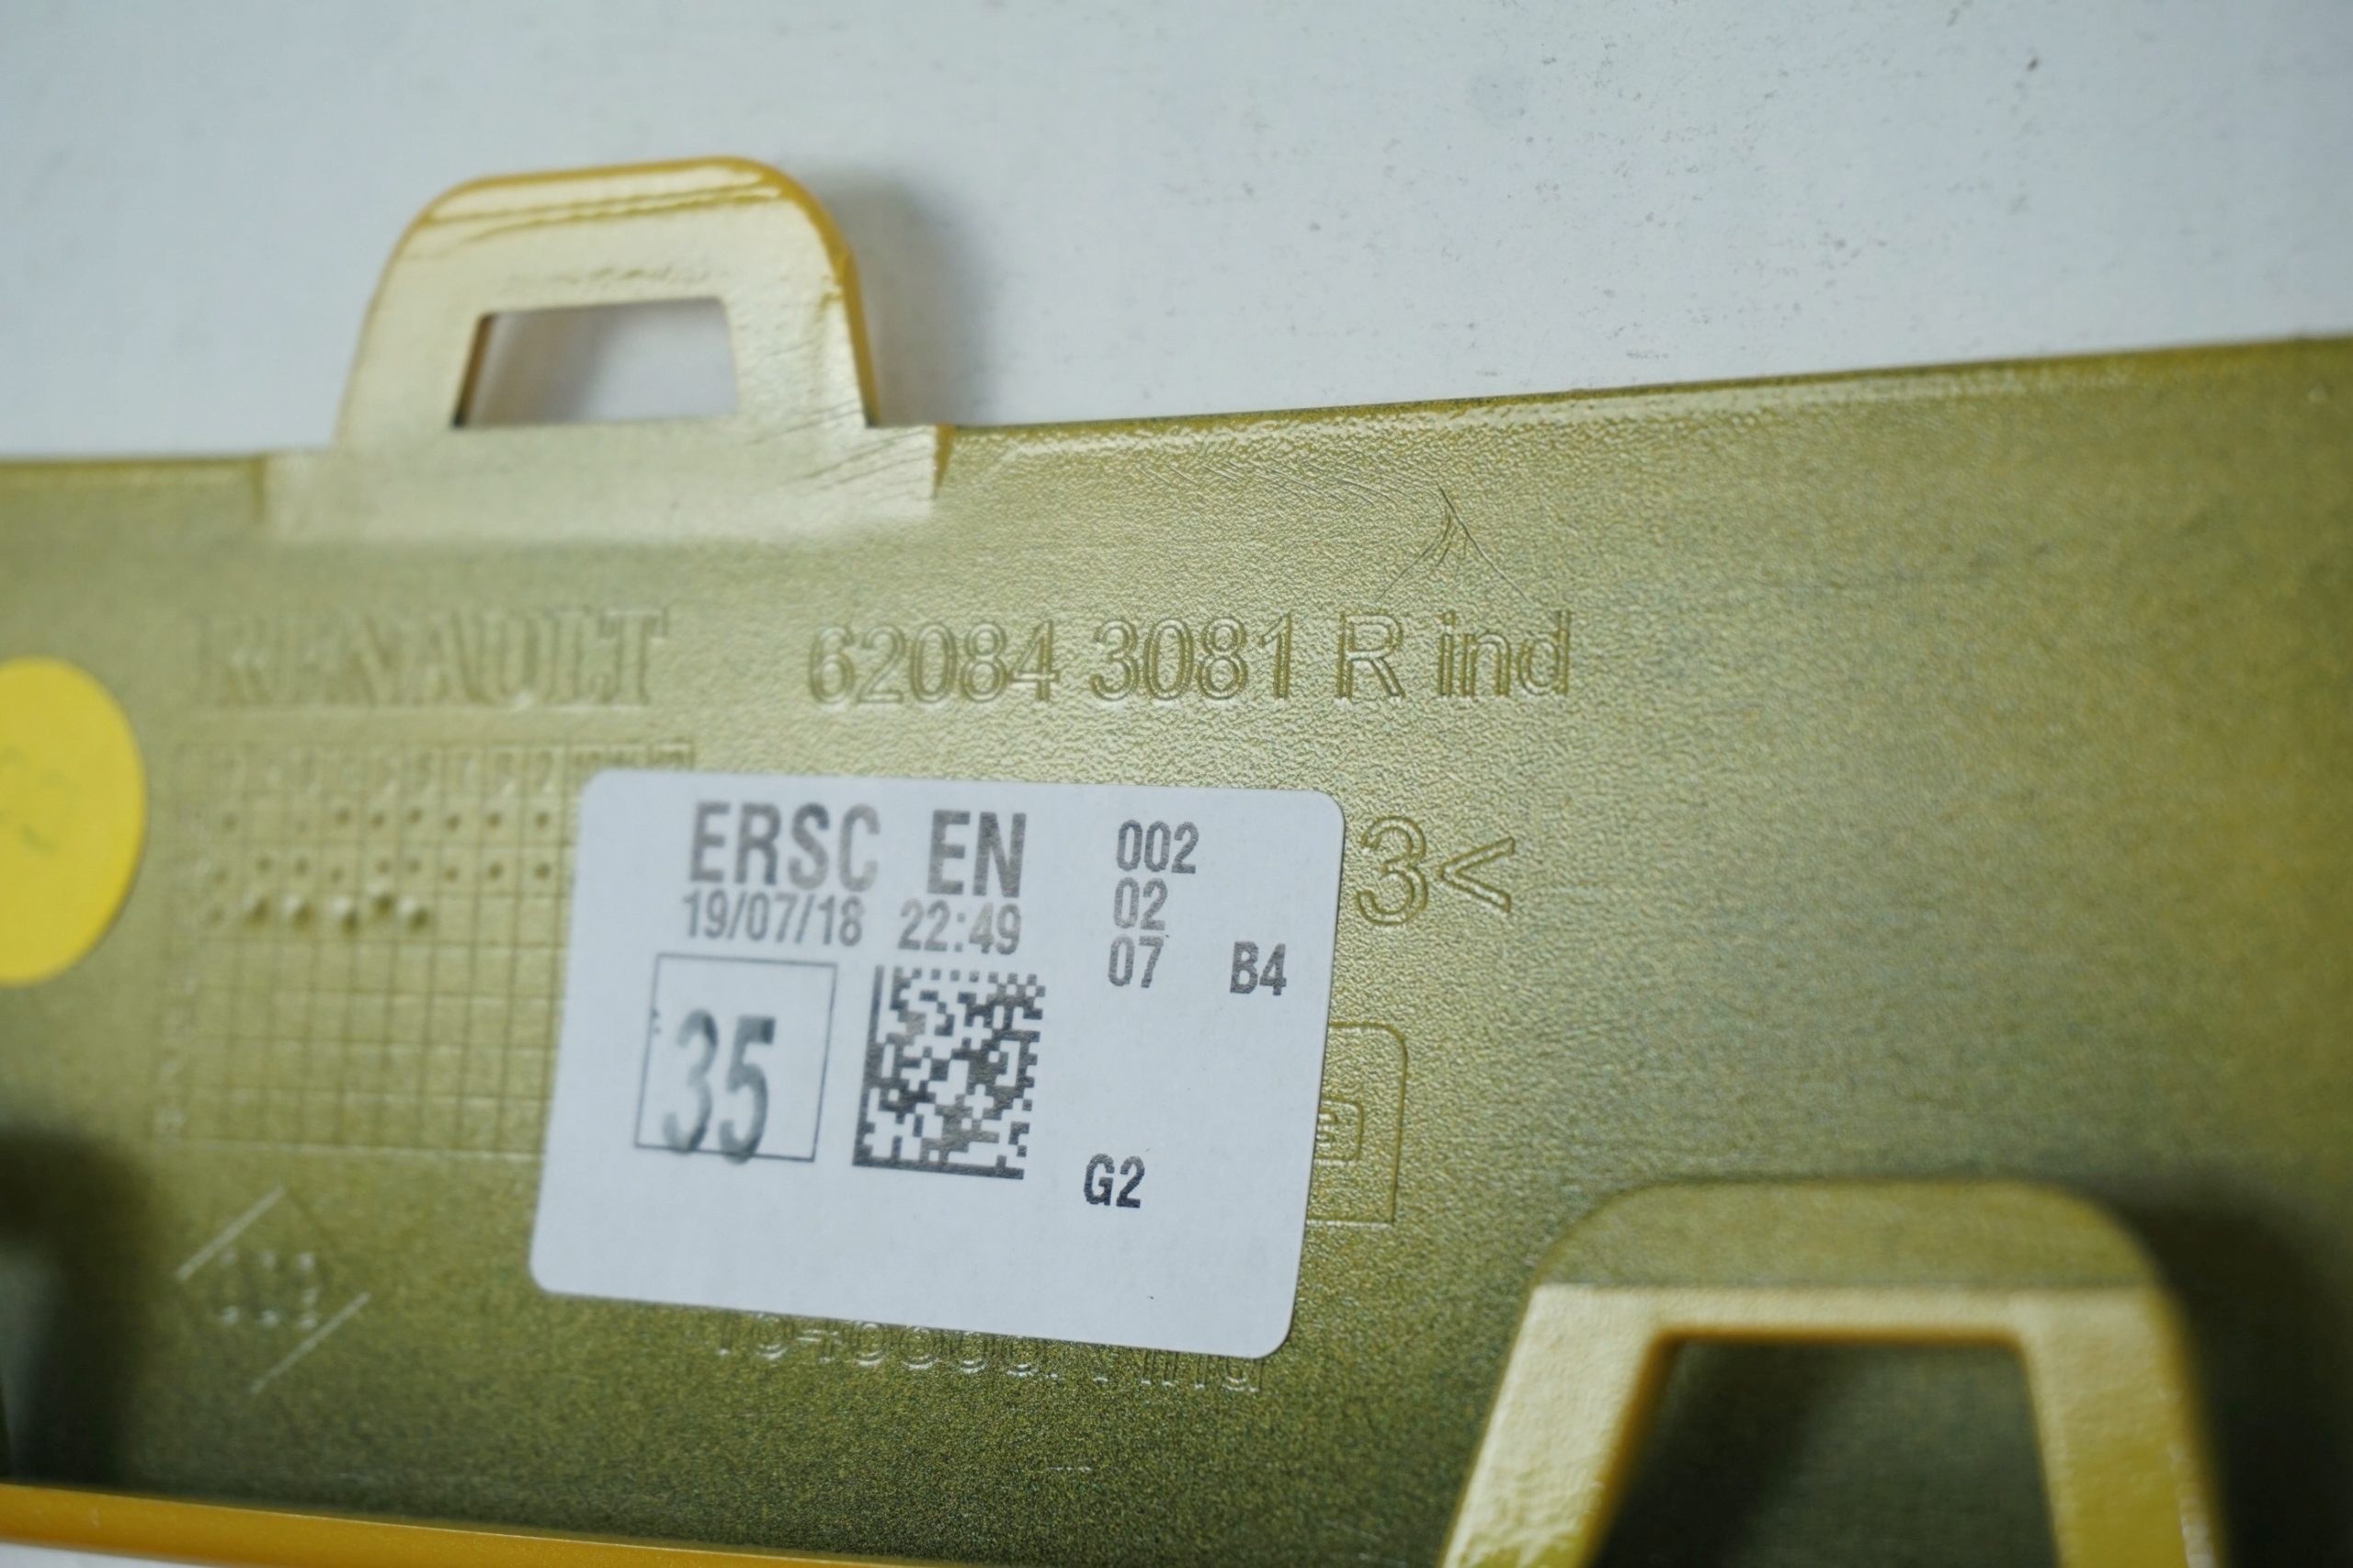 RENAULT 62084 3081 R ind
3<
ERSC EN 002
19/07/18 22:49 02
07 B4
35
G2